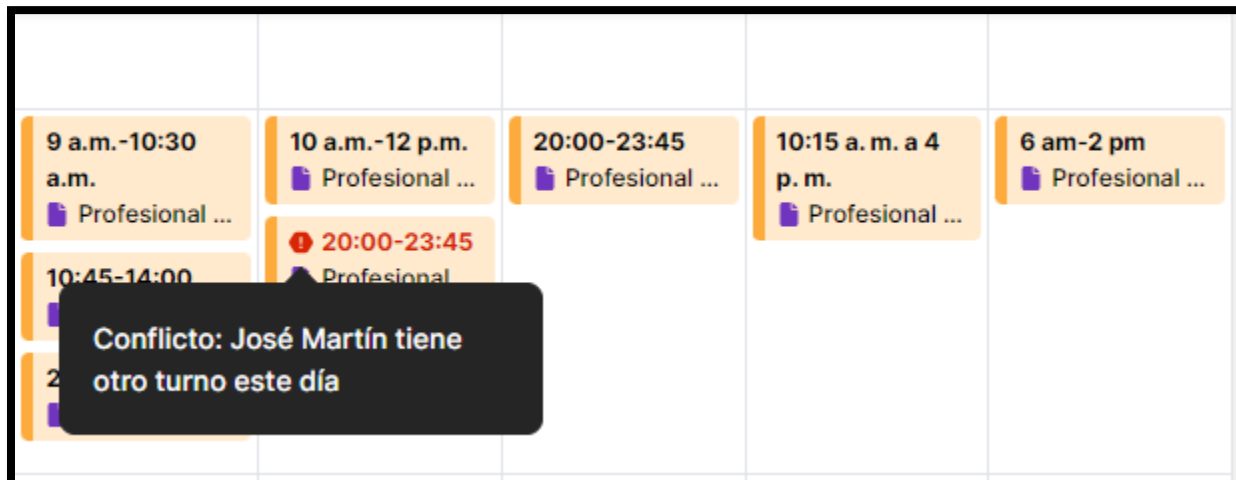 9 a.m.-10:30
a.m.
Profesional ...
10:45-14:00
2
10 a.m.-12 p.m.
Profesional ...
20:00-23:45
Profesional
Conflicto: José Martín tiene
otro turno este día
20:00-23:45
Profesional ...
10:15 a. m. a 4
p. m.
Profesional ...
6 am-2 pm
Profesional ...